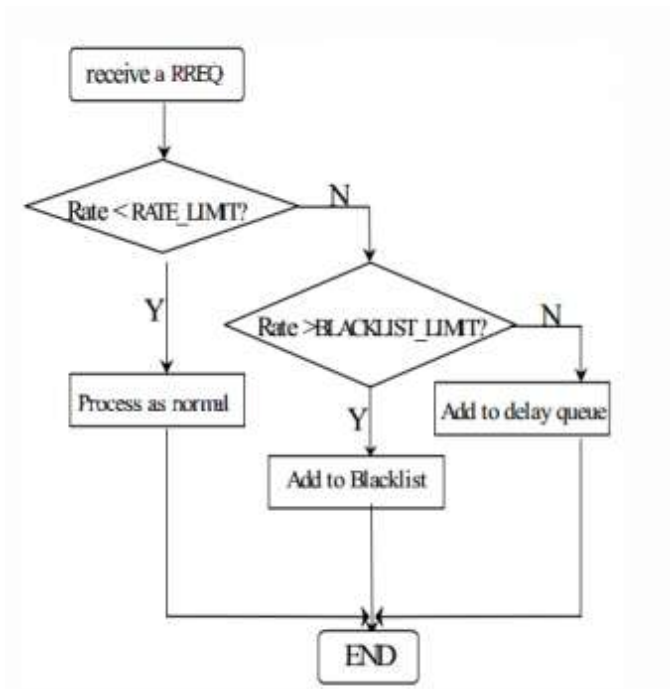 receive a RREQ
Rate < RATE_LIMIT?
N
Y
Rate >BLACKLIST_LIMIT?
N
Process as normal
Y
Add to delay queue
Add to Blacklist
END